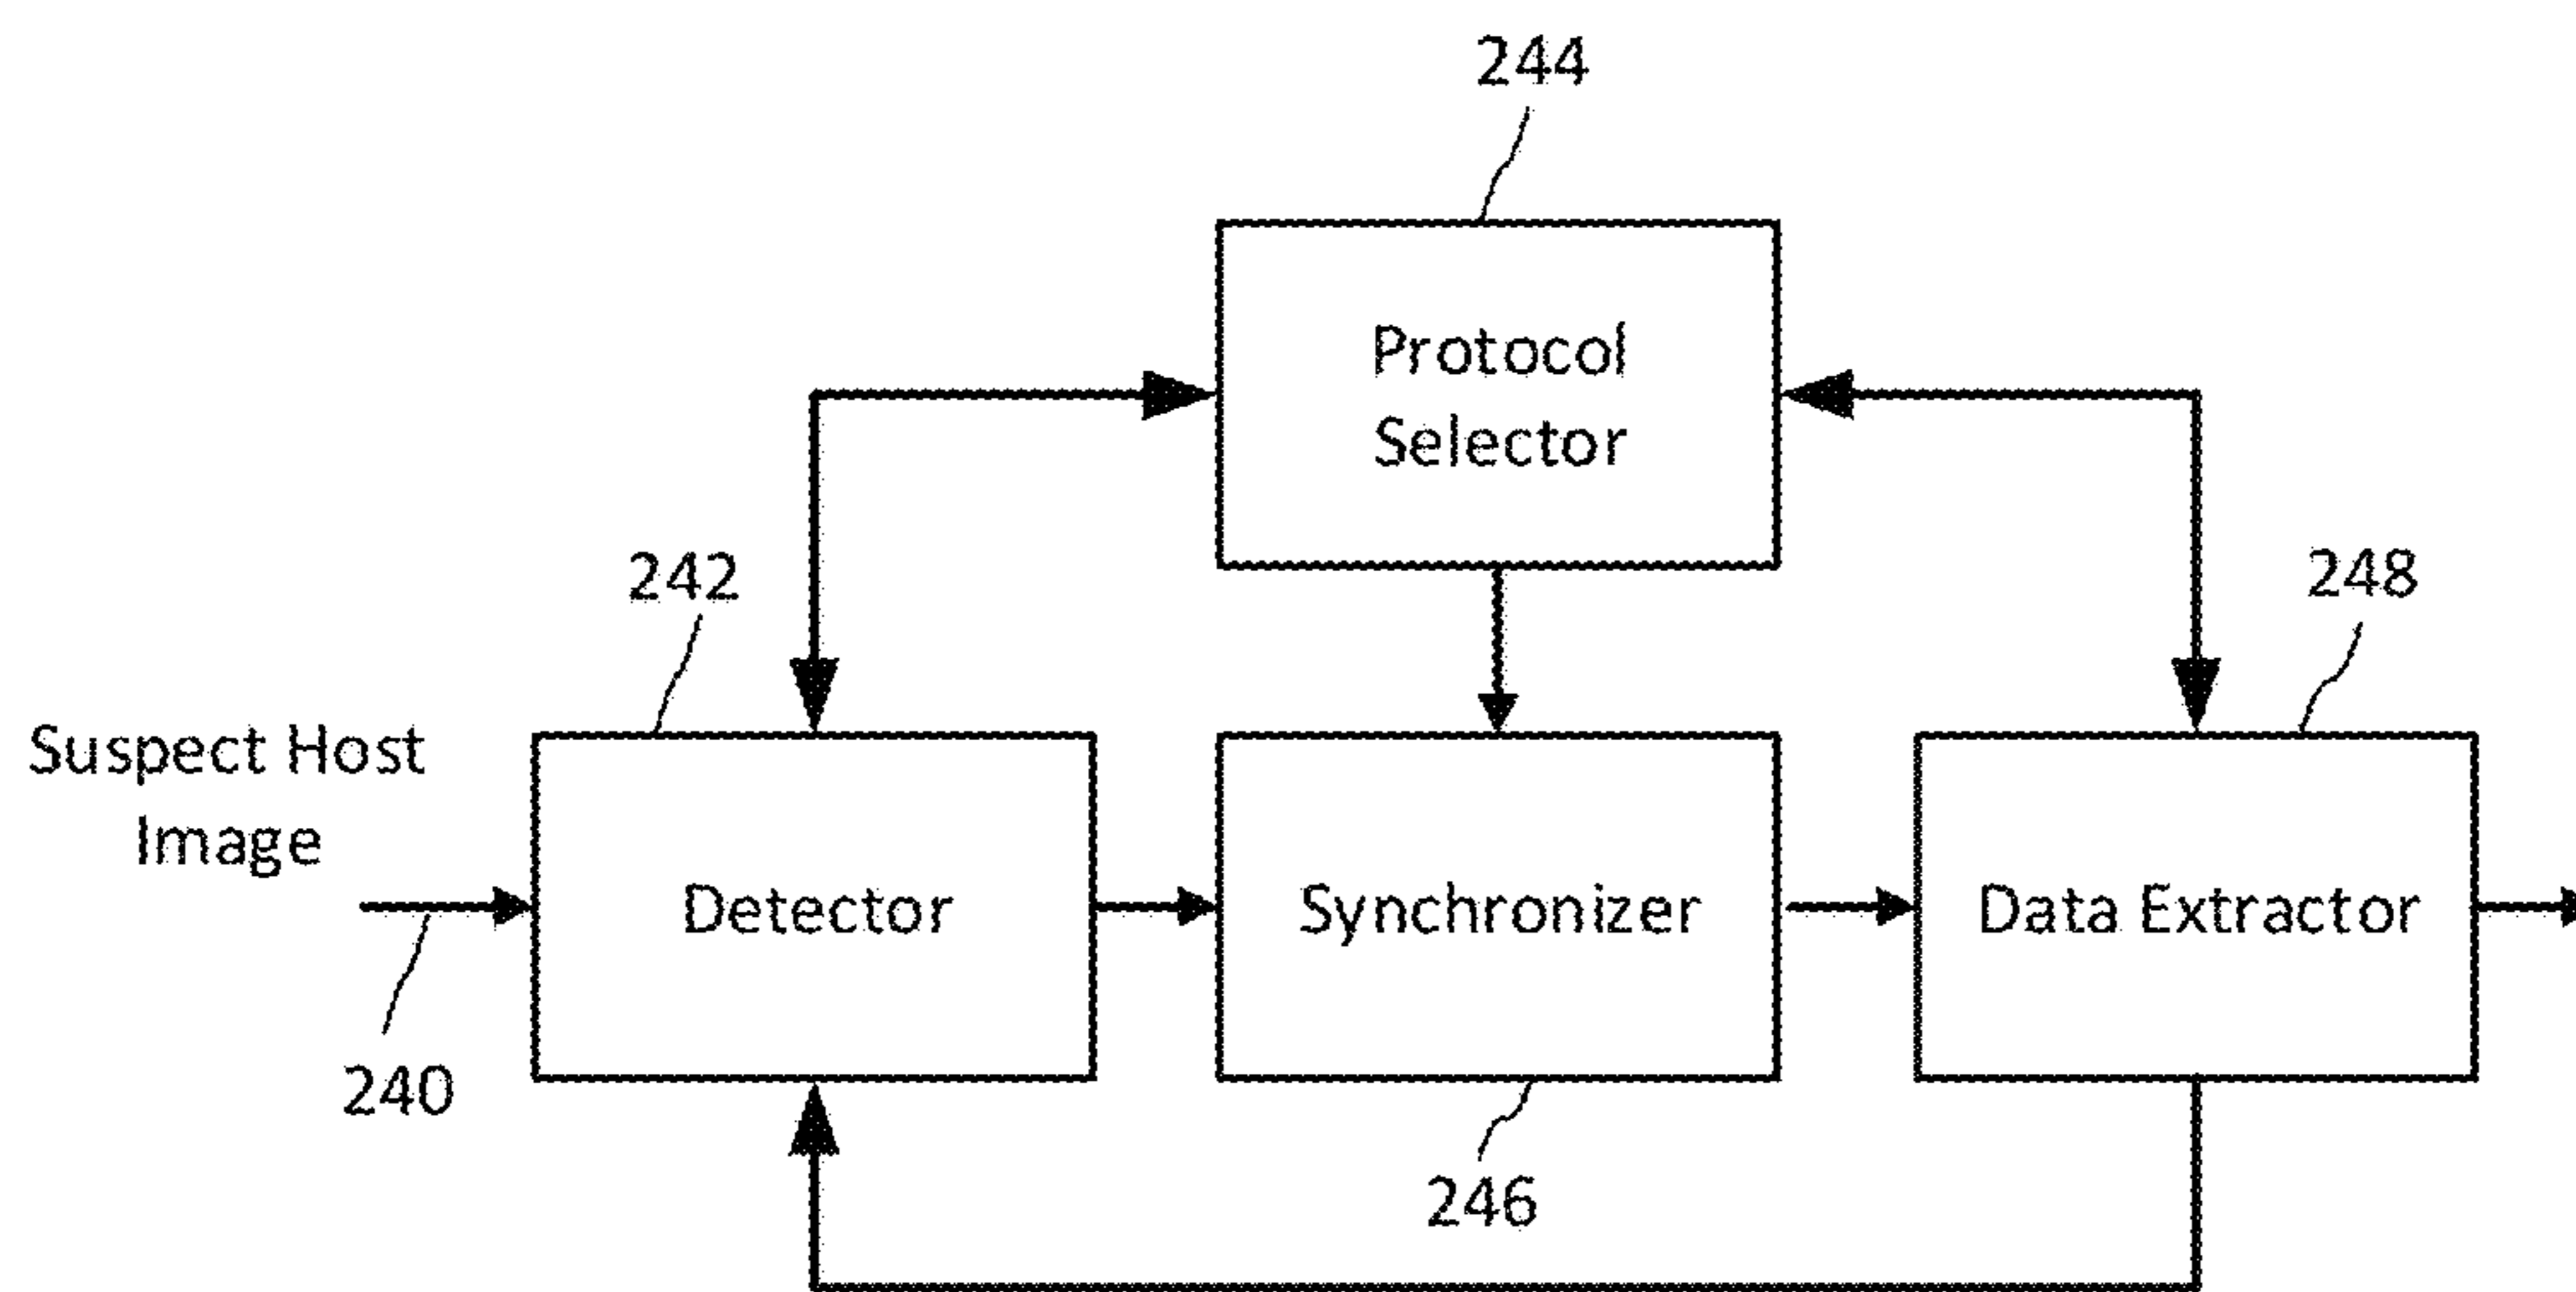 244
Protocol
Selector
242
248
Suspect Host
Image
Detector
Synchronizer
Data Extractor
240
246